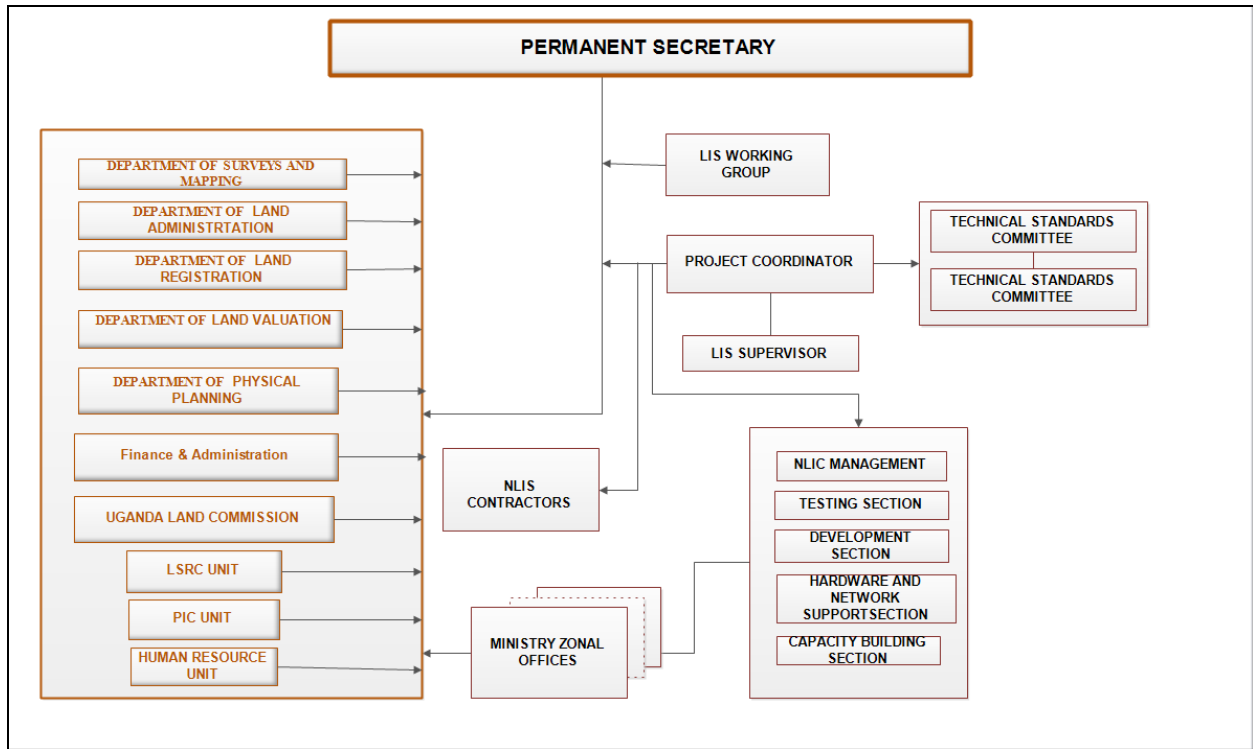 PERMANENT SECRETARY
DEPARTMENT OF SURVEYS AND
MAPPING
DEPARTMENT OF LAND
ADMINISTRTATION
DEPARTMENT OF LAND
REGISTRATION
DEPARTMENT OF LAND VALUATION
DEPARTMENT OF PHYSICAL
PLANNING
Finance & Administration
UGANDA LAND COMMISSION
LSRC UNIT
PIC UNIT
HUMAN RESOURCE
UNIT
LIS WORKING
GROUP
PROJECT COORDINATOR
LIS SUPERVISOR
TECHNICAL STANDARDS
COMMITTEE
TECHNICAL STANDARDS
COMMITTEE
NLIS
CONTRACTORS
MINISTRY ZONAL
OFFICES
NLIC MANAGEMENT
TESTING SECTION
DEVELOPMENT
SECTION
HARDWARE AND
NETWORK
SUPPORTSECTION
CAPACITY BUILDING
SECTION